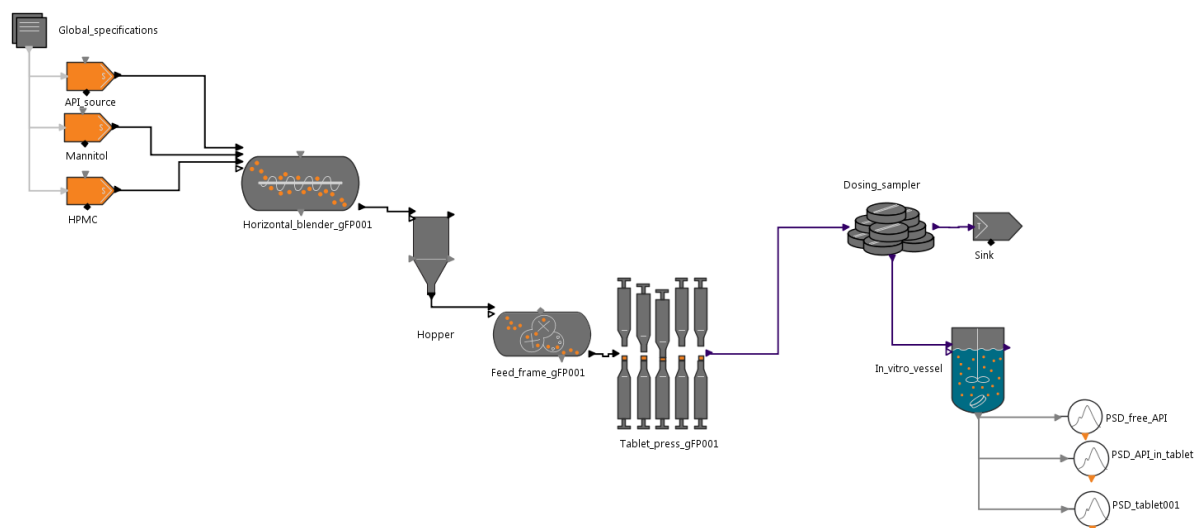 Global_specifications
API_source
Mannitol
HPMC
Horizontal_blender_gFP001
Hopper
Feed_frame_gFP001
Tablet_press_gFP001
Dosing_sampler
Sink
In_vitro_vessel
PSD_free_API
PSD_API_in_tablet
PSD_tablet001